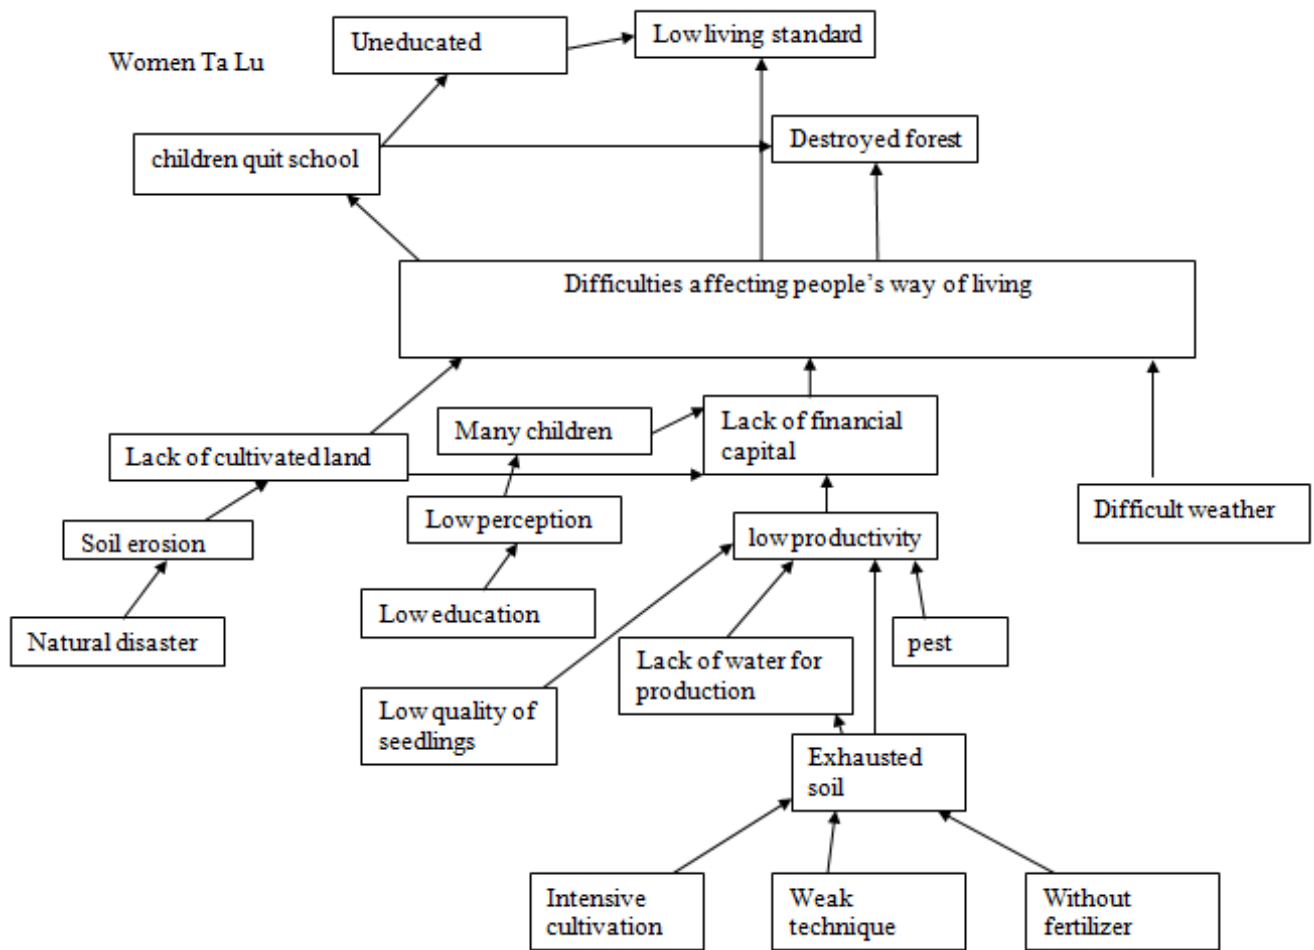 Uneducated
Low living standard
Women Ta Lu
Destroyed forest
children quit school
Difficulties affecting people's way of living
Many children
Lack of financial
capital
Lack of cultivated land
Low perception
Difficult weather
Soil erosion
low productivity
Low education
Natural disaster
Lack of water for
production
pest
Low quality of
seedlings
Exhausted
soil
Intensive
cultivation
Weak
technique
Without
fertilizer